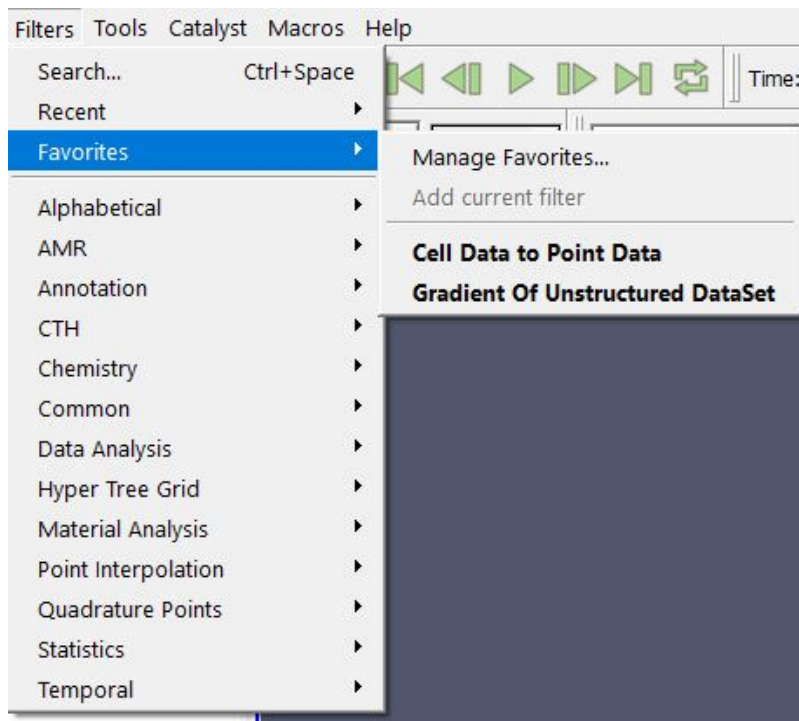 Filters Tools Catalyst Macros Help
Search... Ctrl+Space
Time:
Recent
Favorites
Manage Favorites...
Add current filter
Cell Data to Point Data
Gradient Of Unstructured DataSet
Alphabetical
AMR
Annotation
CTH
Chemistry
Common
Data Analysis
Hyper Tree Grid
Material Analysis
Point Interpolation
Quadrature Points
Statistics
Temporal